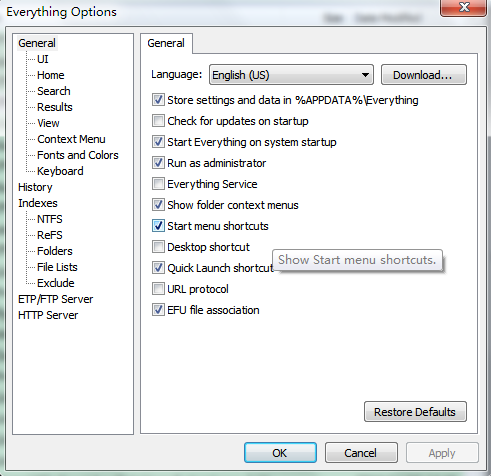 Everything Options
General
UI
Home
Search
Results
View
Context Menu
Fonts and Colors
Keyboard
History
Indexes
NTFS
ReFS
Folders
File Lists
Exclude
ETP/FTP Server
HTTP Server
General
Language: English (US) Download...
Store settings and data in %APPDATA%\Everything
Check for updates on startup
Start Everything on system startup
Run as administrator
Everything Service
Show folder context menus
Start menu shortcuts
Desktop shortcut
Show Start menu shortcuts.
Quick Launch shortcut
URL protocol
EFU file association
Restore Defaults
OK Cancel Apply